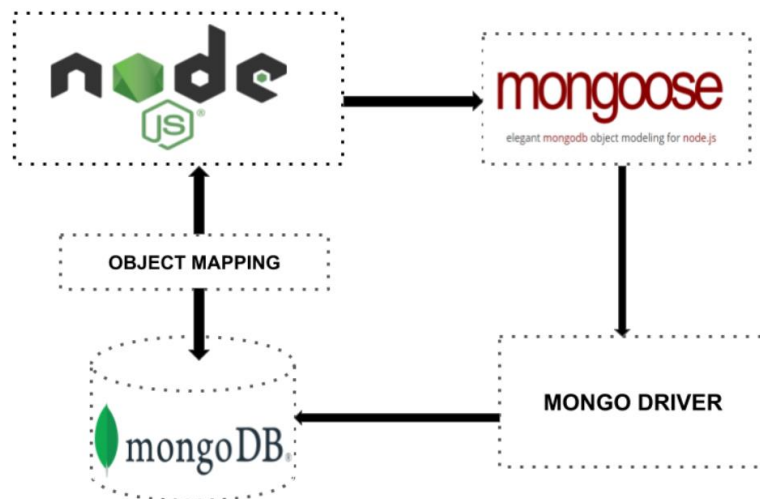 node
JS®
mongoose
elegant mongodb object modeling for node.js
OBJECT MAPPING
MONGO DRIVER
mongoDB®